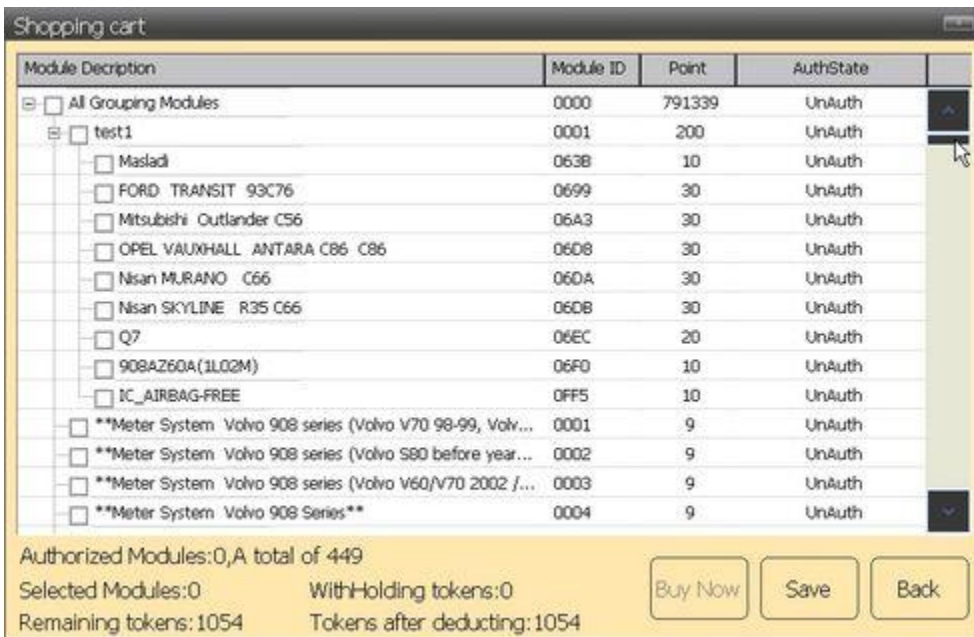 Shopping cart
Module Decription Module ID Point AuthState
All Grouping Modules 0000 791339 UnAuth
test1 0001 200 UnAuth
Masladi 063B 10 UnAuth
FORD TRANSIT 93C76 0699 30 UnAuth
Mitsubishi Outlander C56 06A3 30 UnAuth
OPEL VAUXHALL ANTARA C86 C86 06D8 30 UnAuth
Nisan MURANO C66 06DA 30 UnAuth
Nisan SKYLINE R35 C66 06DB 30 UnAuth
Q7 06EC 20 UnAuth
908AZ60A(1L02M) 06F0 10 UnAuth
IC_AIRBAG-FREE 0FF5 10 UnAuth
**Meter System Volvo 908 series (Volvo V70 98-99, Volv... 0001 9 UnAuth
**Meter System Volvo 908 series (Volvo S80 before year... 0002 9 UnAuth
**Meter System Volvo 908 series (Volvo V60/V70 2002 /... 0003 9 UnAuth
**Meter System Volvo 908 Series** 0004 9 UnAuth
Authorized Modules:0,A total of 449
Selected Modules:0 WithHolding tokens:0
Remaining tokens:1054 Tokens after deducting:1054
Buy Now Save Back